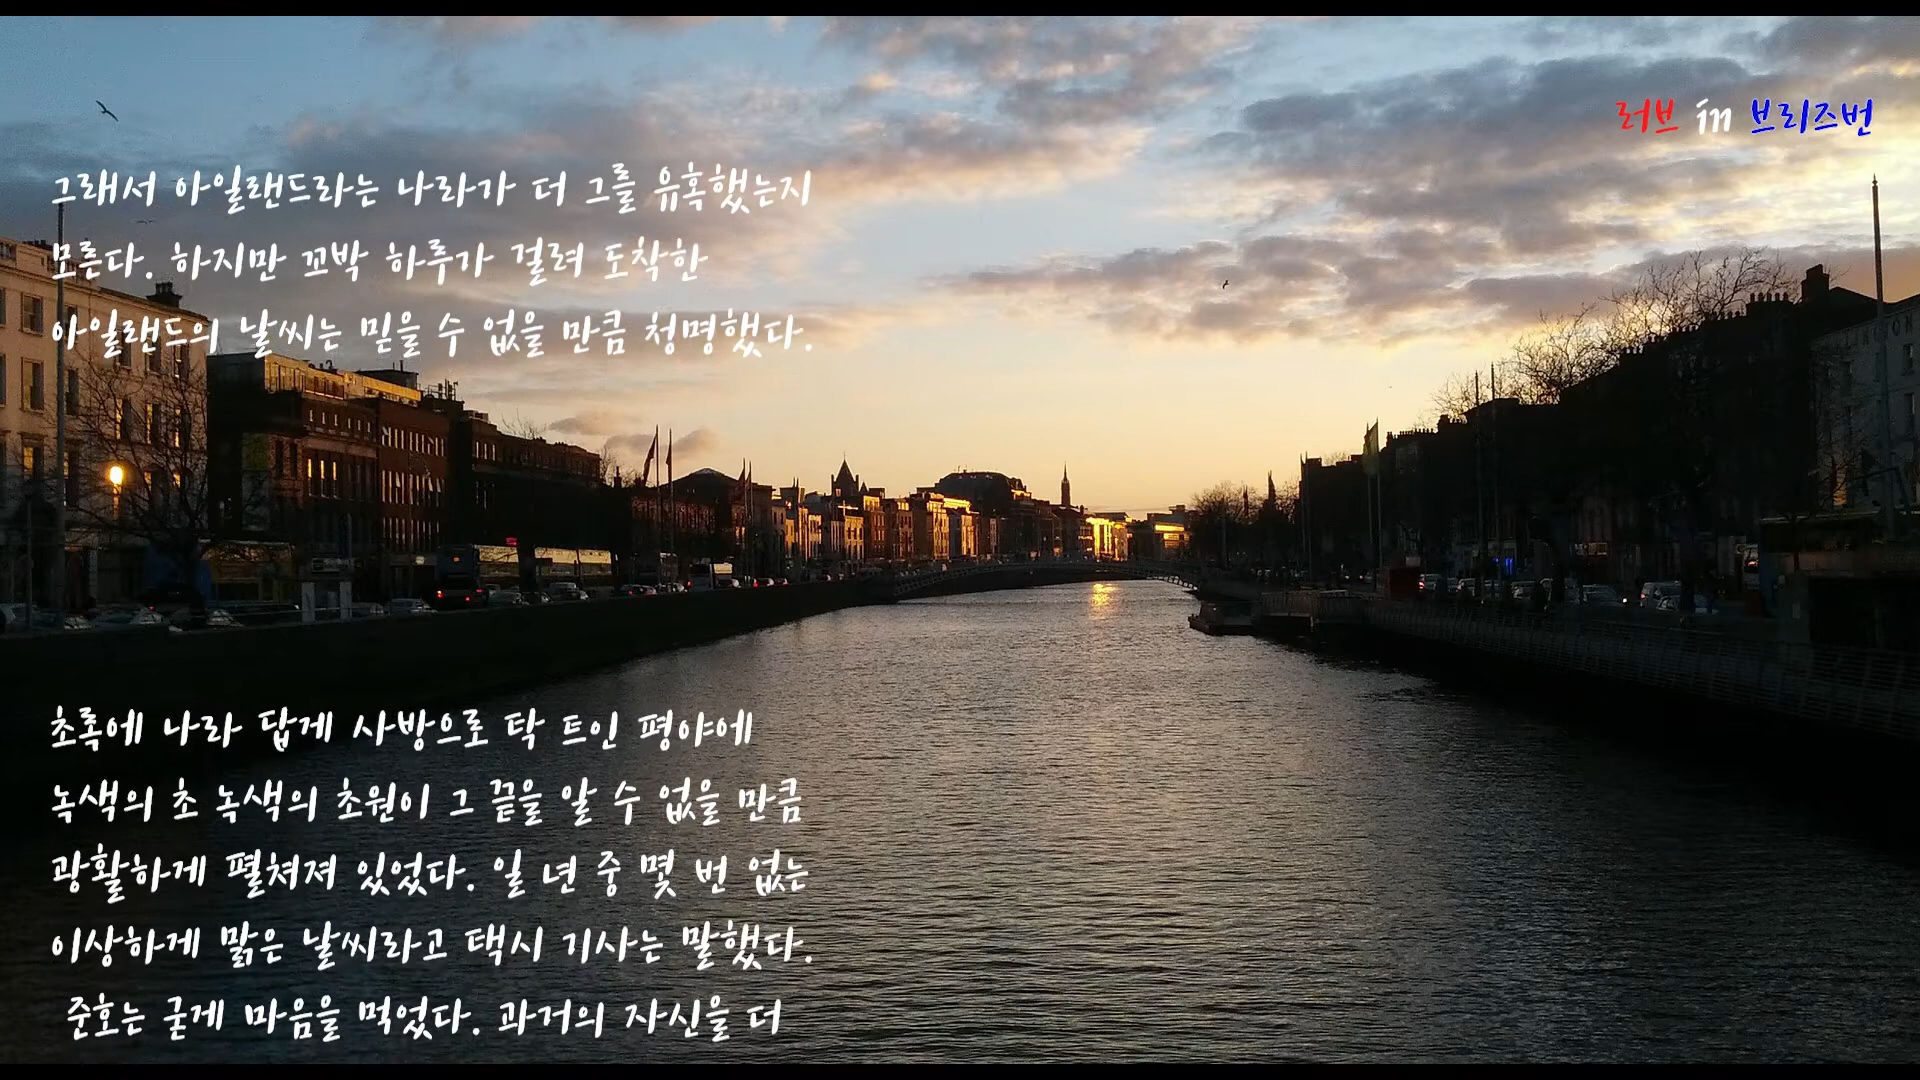 러브 in 브리즈번
그래서 아일랜드라는 나라가 더 그를 유혹했는지
모른다. 하지만 꼬박 하루가 걸려 도착한
아일랜드의 날씨는 믿을 수 없을 만큼 청명했다.
초록에 나라 답게 사방으로 탁 트인 평야에
녹색의 초 녹색의 초원이 그 끝을 알 수 없을 만큼
광활하게 펼쳐져 있었다. 일 년 중 몇 번 없는
이상하게 맑은 날씨라고 택시 기사는 말했다.
준호는 굳게 마음을 먹었다. 과거의 자신을 더